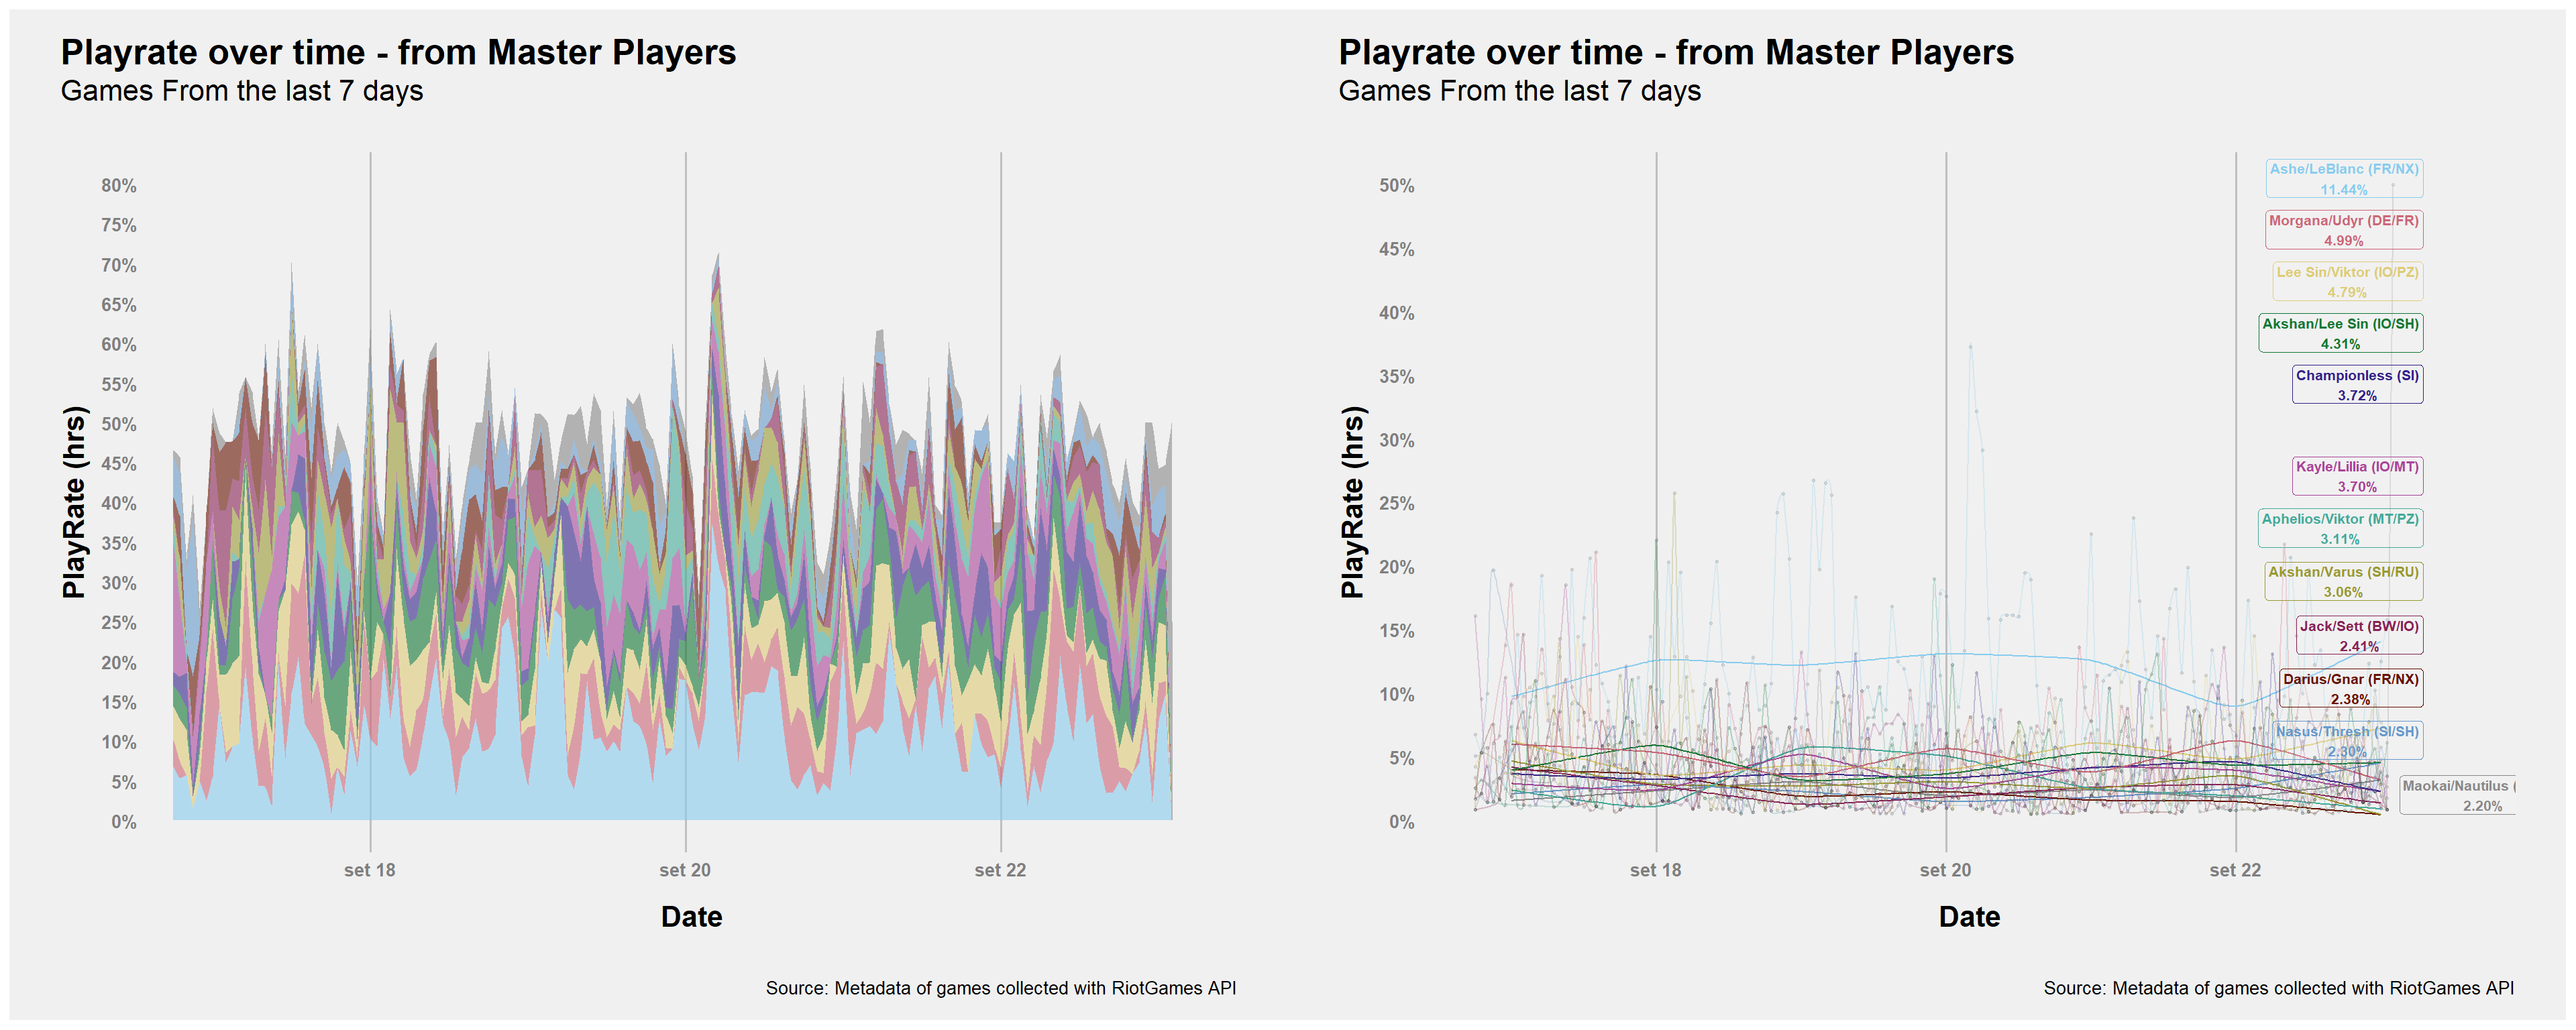 Playrate over time - from Master Players
Games From the last 7 days
80%
75%
70%
65%
60%
55%
50%
45%
40%
35%
30%
25%
20%
15%
10%
5%
0%
PlayRate (hrs)
set 18
set 20
set 22
Date
Source: Metadata of games collected with RiotGames API
Playrate over time - from Master Players
Games From the last 7 days
50%
45%
40%
35%
30%
25%
20%
15%
10%
5%
0%
PlayRate (hrs)
Ashe/LeBlanc (FR/NX)
11.44%
Morgana/Udyr (DE/FR)
4.99%
Lee Sin/Viktor (IO/PZ)
4.79%
Akshan/Lee Sin (IO/SH)
4.31%
Championless (SI)
3.72%
Kayle/Lillia (IO/MT)
3.70%
Aphelios/Viktor (MT/PZ)
3.11%
Akshan/Varus (SH/RU)
3.06%
Jack/Sett (BW/IO)
2.41%
Darius/Gnar (FR/NX)
2.38%
Nasus/Thresh (SI/SH)
2.30%
Maokai/Nautilus (
2.20%
set 18
set 20
set 22
Date
Source: Metadata of games collected with RiotGames API